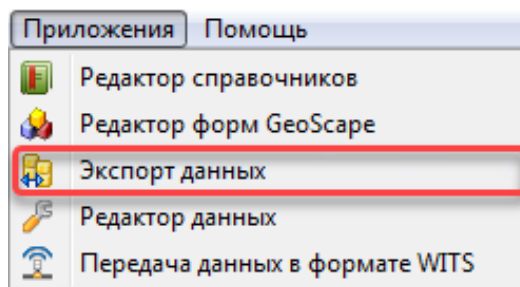 Приложения Помощь
Редактор справочников
Редактор форм GeoScape
Экспорт данных
Редактор данных
Передача данных в формате WITS